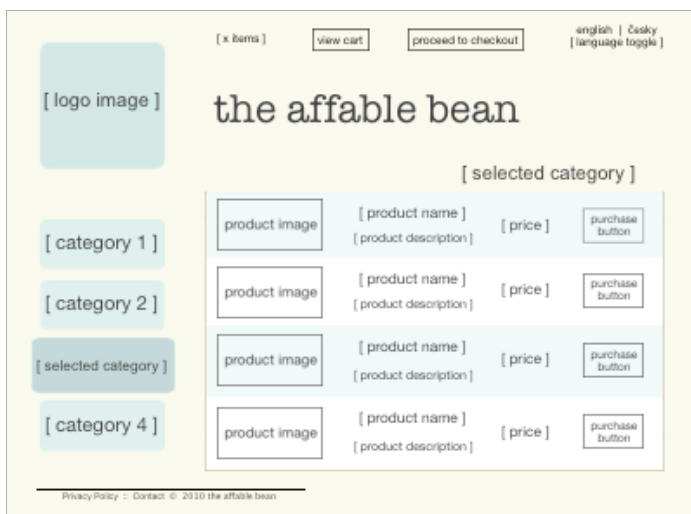 [ x items ]
view cart
proceed to checkout
english | česky
[ language toggle ]
[ logo image ]
the affable bean
[ selected category ]
[ category 1 ]
[ category 2 ]
[ selected category ]
[ category 4 ]
product image
[ product name ]
[ product description ]
[ price ]
purchase
button
product image
[ product name ]
[ product description ]
[ price ]
purchase
button
product image
[ product name ]
[ product description ]
[ price ]
purchase
button
product image
[ product name ]
[ product description ]
[ price ]
purchase
button
Privacy Policy :: Contact © 2010 the affable bean